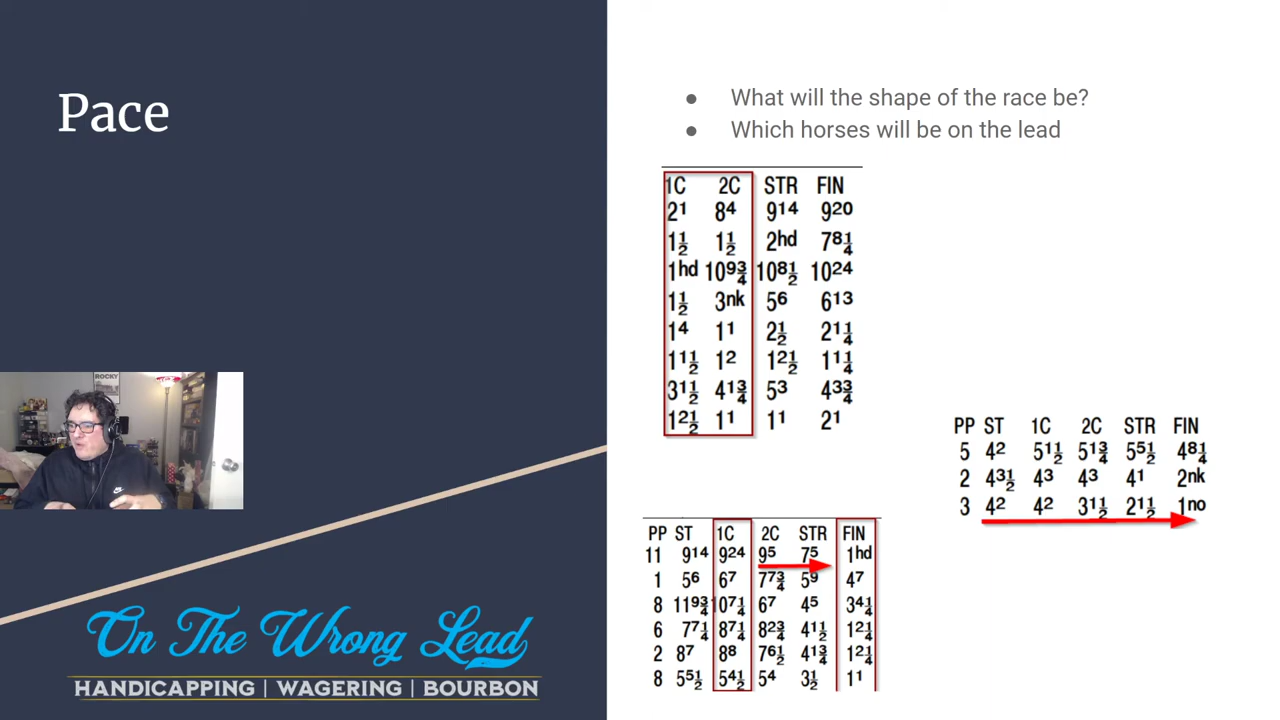 Pace
● What will the shape of the race be?
● Which horses will be on the lead
1C 2C STR FIN
2¹ 8⁴ 9¹⁴ 9²⁰
1½ 1½ 2hd 7⁸¼
1hd 10⁹¾ 10⁸½ 10²⁴
1½ 3nk 5⁶ 6¹³
1⁴ 1¹ 2½ 2¹¼
1¹½ 1² 1²½ 1¹¼
3¹½ 4¹¾ 5³ 4³¾
1²½ 1¹ 1¹ 2¹
PP ST 1C 2C STR FIN
5 4² 5¹½ 5¹¾ 5⁵½ 4⁸¼
2 4³½ 4³ 4³ 4¹ 2nk
3 4² 4² 3¹½ 2¹½ 1no
PP ST 1C 2C STR FIN
11 9¹⁴ 9²⁴ 9⁵ 7⁵ 1hd
1 5⁶ 6⁷ 7⁷¾ 5⁹ 4⁷
8 11⁹¾ 10⁷¼ 6⁷ 4⁵ 3⁴¼
6 7⁷¼ 8⁷¼ 8²¾ 4¹½ 1²¼
2 8⁷ 8⁸ 7⁶½ 4¹¾ 1²¼
8 5⁵½ 5⁴½ 5⁴ 3½ 1¹
ROCKY
On The Wrong Lead
HANDICAPPING | WAGERING | BOURBON